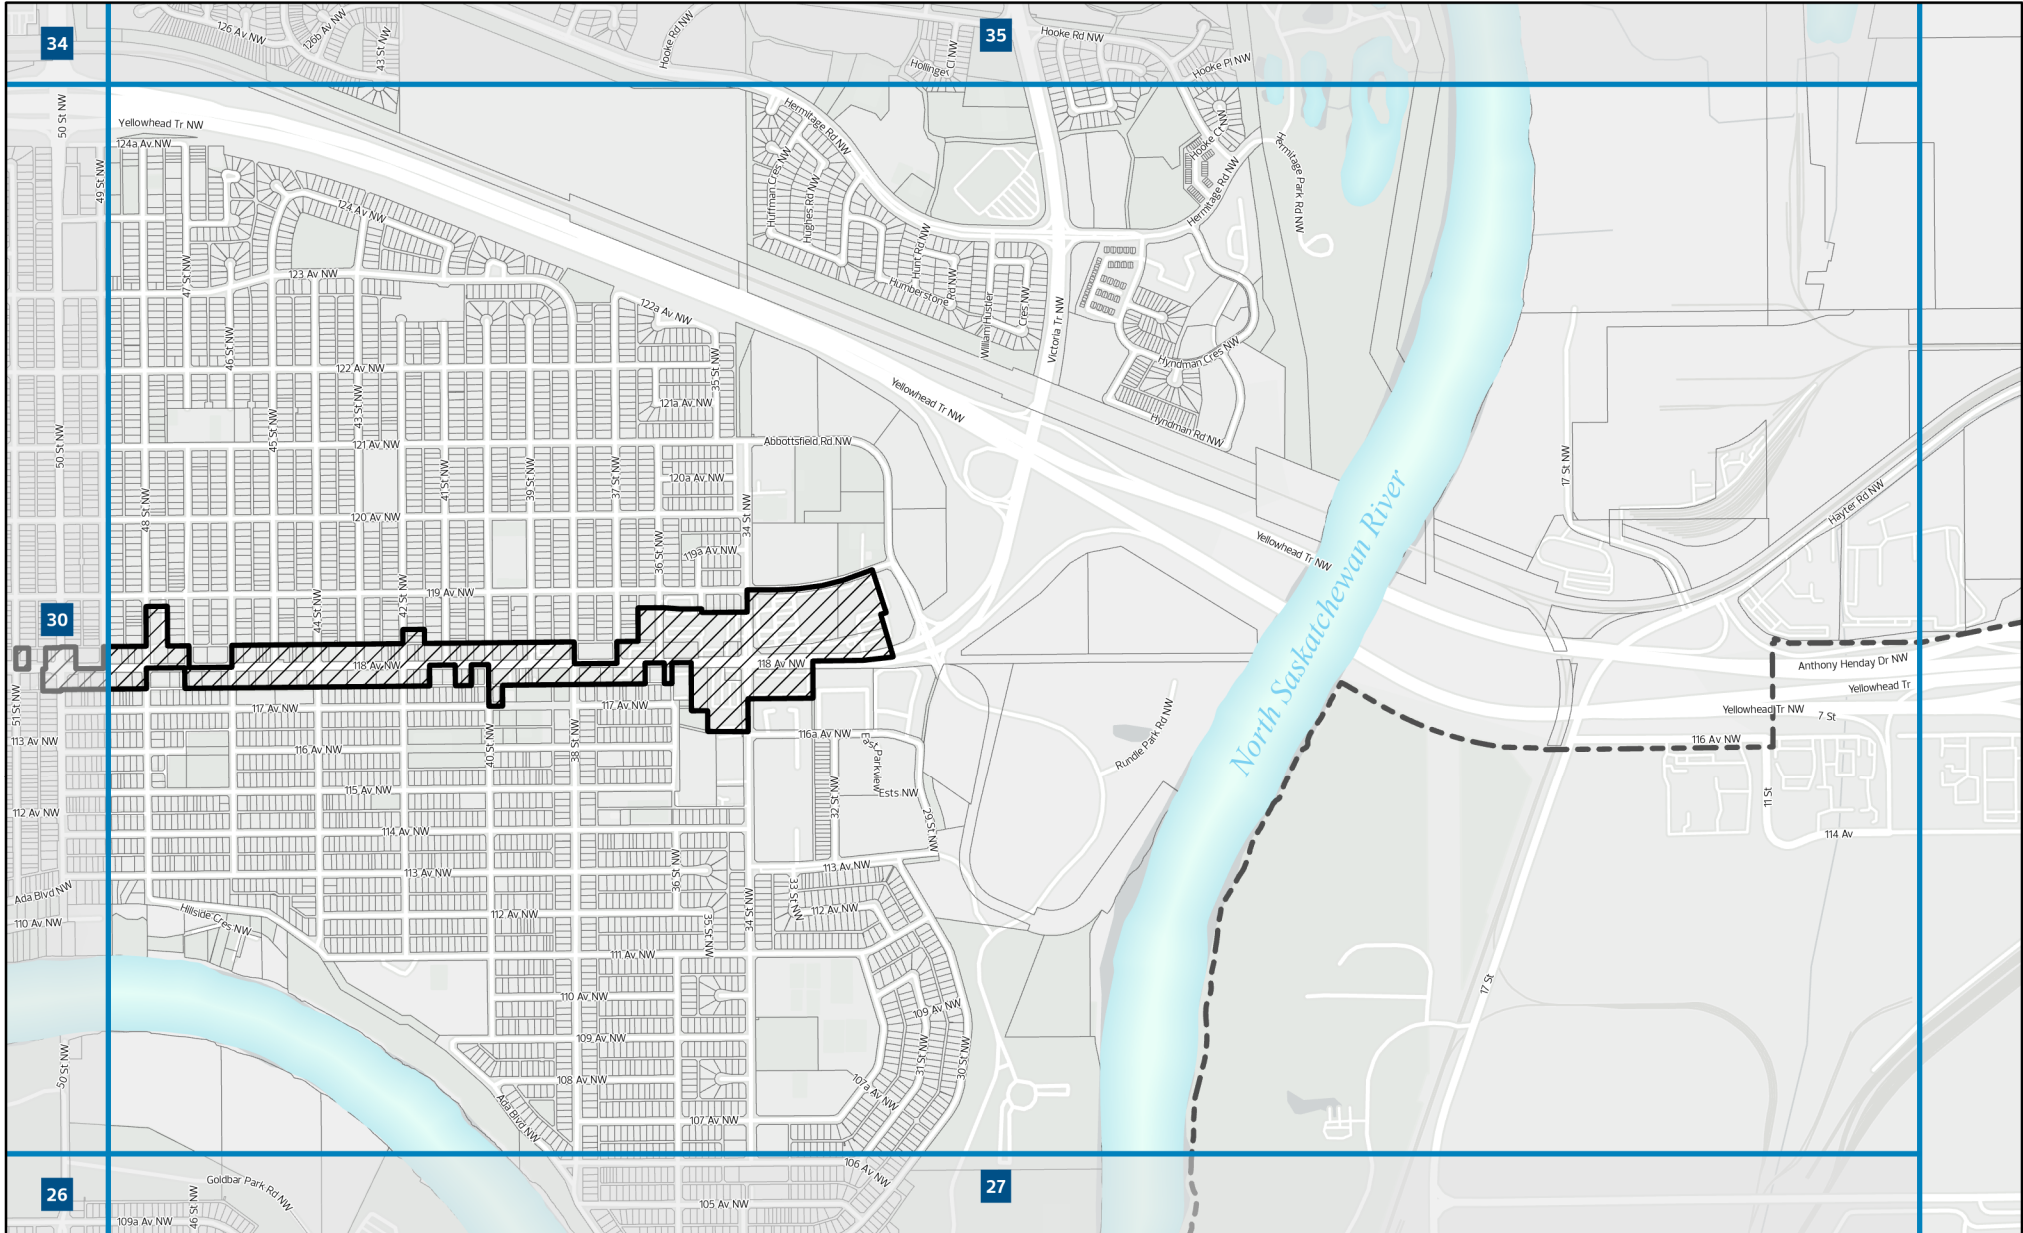 34
35
126 Av NW
126b Av NW
43 St NW
Hooke Rd NW
Hollinger Cl NW
Hooke Rd NW
Hooke Pl NW
50 St NW
Yellowhead Tr NW
124a Av NW
49 St NW
Hermitage Rd NW
Hooke Ct NW
Hermitage Park Rd NW
Hermitage Rd NW
Huffman Cres NW
Hughes Rd NW
124 Av NW
47 St NW
123 Av NW
Hunt Rd NW
Humberstone Rd NW
William Hustler Cres NW
Victoria Tr NW
122a Av NW
46 St NW
122 Av NW
35 St NW
Hyndman Cres NW
Yellowhead Tr NW
121a Av NW
43 St NW
45 St NW
Hyndman Rd NW
50 St NW
121 Av NW
Abbottsfield Rd NW
41 St NW
39 St NW
37 St NW
120a Av NW
17 St NW
Hayter Rd NW
48 St NW
120 Av NW
34 St NW
36 St NW
119a Av NW
Yellowhead Tr NW
North Saskatchewan River
42 St NW
44 St NW
119 Av NW
30
118 Av NW
118 Av NW
Anthony Henday Dr NW
Yellowhead Tr
51 St NW
117 Av NW
117 Av NW
Yellowhead Tr NW
7 St
113 Av NW
116 Av NW
40 St NW
38 St NW
116a Av NW
East Parkview Ests NW
Rundle Park Rd NW
116 Av NW
115 Av NW
32 St NW
29 St NW
11 St
112 Av NW
114 Av NW
114 Av
113 Av NW
36 St NW
113 Av NW
Ada Blvd NW
33 St NW
110 Av NW
Hillside Cres NW
112 Av NW
35 St NW
34 St NW
112 Av NW
111 Av NW
17 St
110 Av NW
109 Av NW
109 Av NW
31 St NW
30 St NW
50 St NW
108 Av NW
107a Av NW
Ada Blvd NW
107 Av NW
106 Av NW
26
27
Goldbar Park Rd NW
46 St NW
105 Av NW
109a Av NW